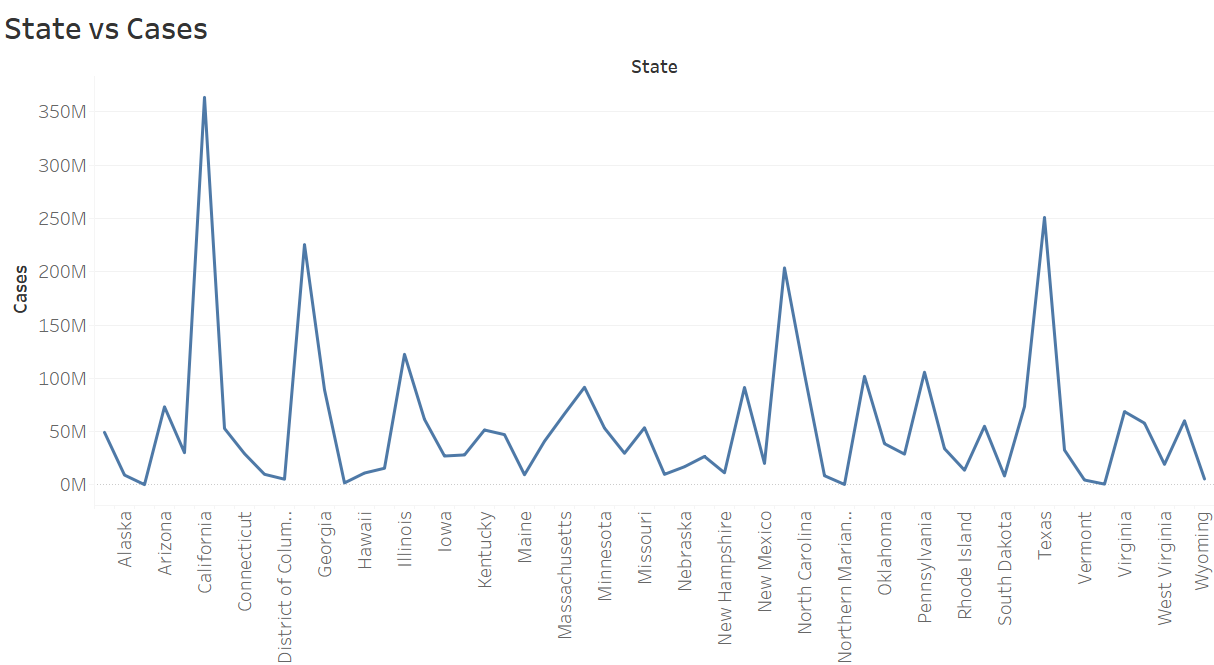 State vs Cases
State
350M
300M
250M
200M
150M
100M
50M
0M
Cases
Alaska
Arizona
California
Connecticut
District of Colum..
Georgia
Hawaii
Illinois
Iowa
Kentucky
Maine
Massachusetts
Minnesota
Missouri
Nebraska
New Hampshire
New Mexico
North Carolina
Northern Marian..
Oklahoma
Pennsylvania
Rhode Island
South Dakota
Texas
Vermont
Virginia
West Virginia
Wyoming